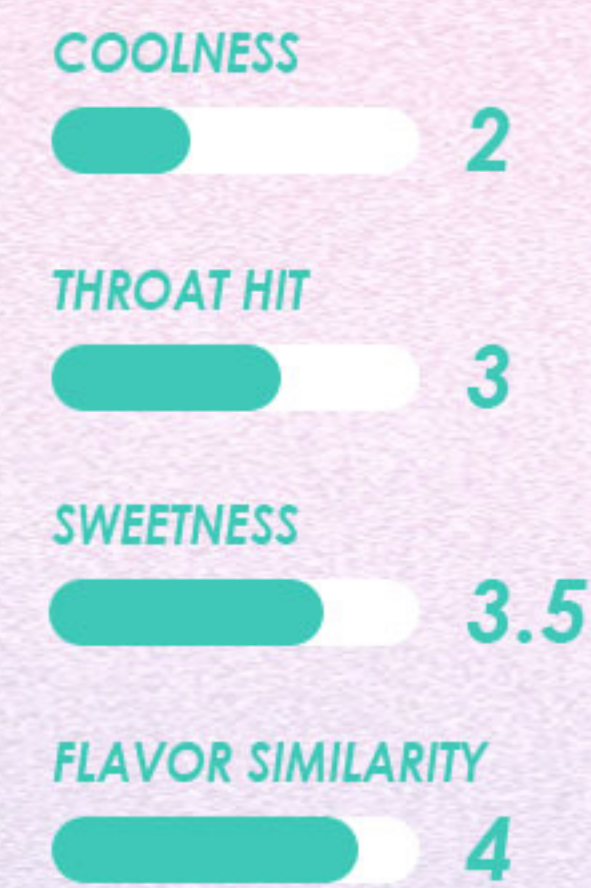 COOLNESS
2
THROAT HIT
3
SWEETNESS
3.5
FLAVOR SIMILARITY
4